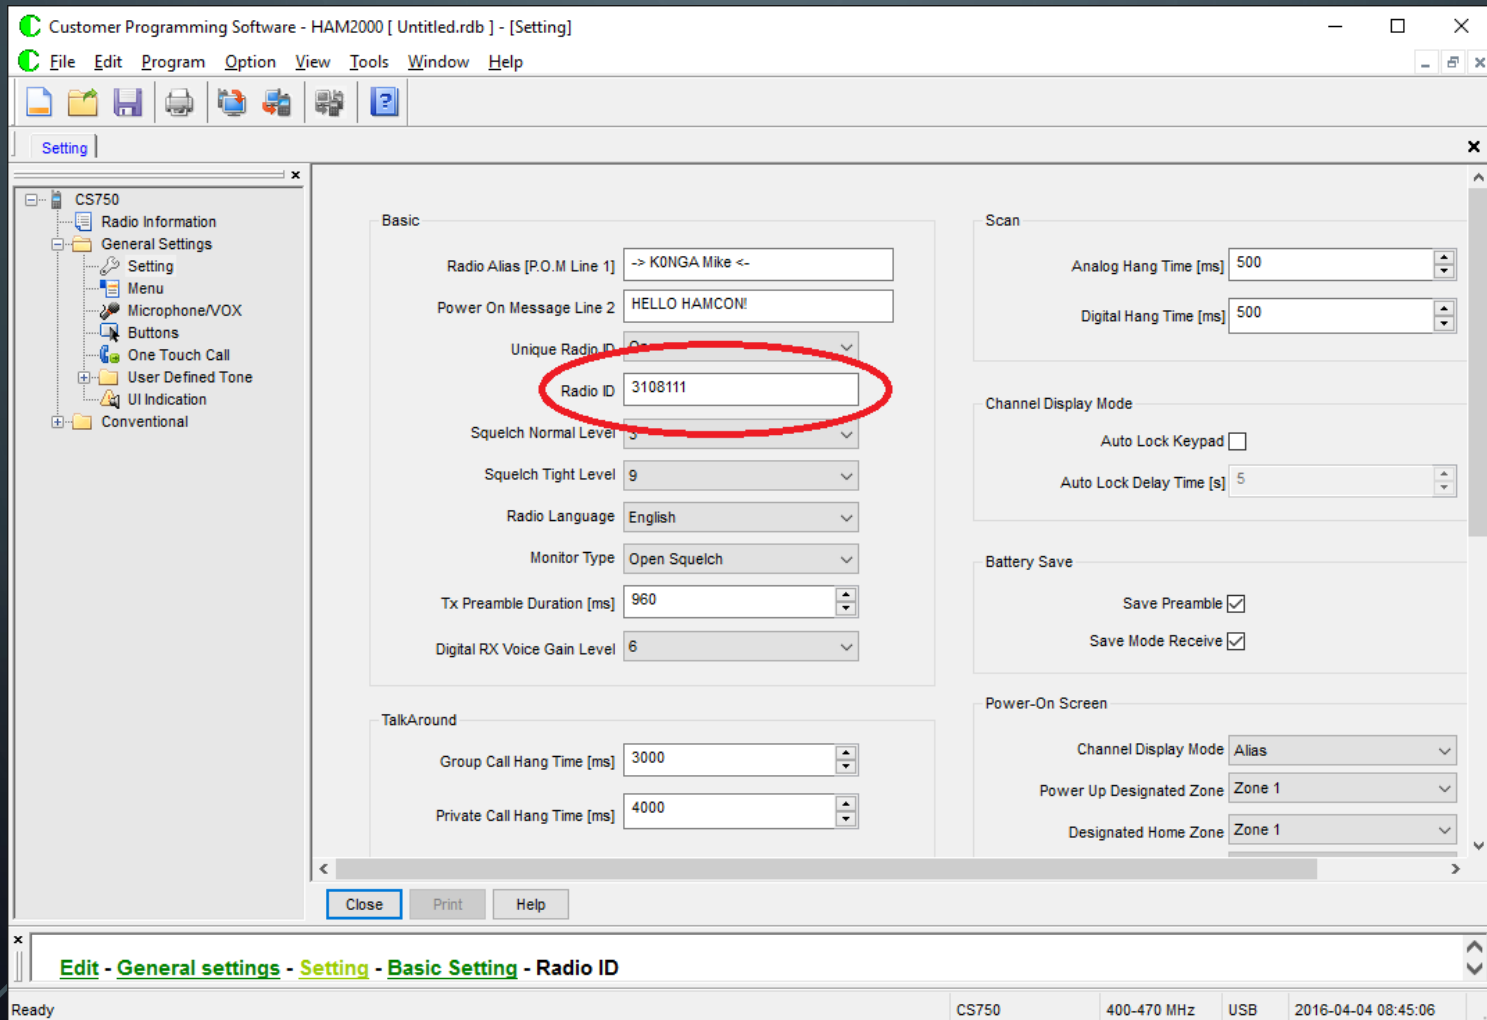 Customer Programming Software - HAM2000 [ Untitled.rdb ] - [Setting]
File Edit Program Option View Tools Window Help
Setting
CS750
Radio Information
General Settings
Setting
Menu
Microphone/VOX
Buttons
One Touch Call
User Defined Tone
UI Indication
Conventional
Basic
Radio Alias [P.O.M Line 1] -> K0NGA Mike <-
Power On Message Line 2 HELLO HAMCON!
Unique Radio ID
Radio ID 3108111
Squelch Normal Level 3
Squelch Tight Level 9
Radio Language English
Monitor Type Open Squelch
Tx Preamble Duration [ms] 960
Digital RX Voice Gain Level 6
TalkAround
Group Call Hang Time [ms] 3000
Private Call Hang Time [ms] 4000
Scan
Analog Hang Time [ms] 500
Digital Hang Time [ms] 500
Channel Display Mode
Auto Lock Keypad
Auto Lock Delay Time [s] 5
Battery Save
Save Preamble
Save Mode Receive
Power-On Screen
Channel Display Mode Alias
Power Up Designated Zone Zone 1
Designated Home Zone Zone 1
Close Print Help
Edit - General settings - Setting - Basic Setting - Radio ID
Ready CS750 400-470 MHz USB 2016-04-04 08:45:06